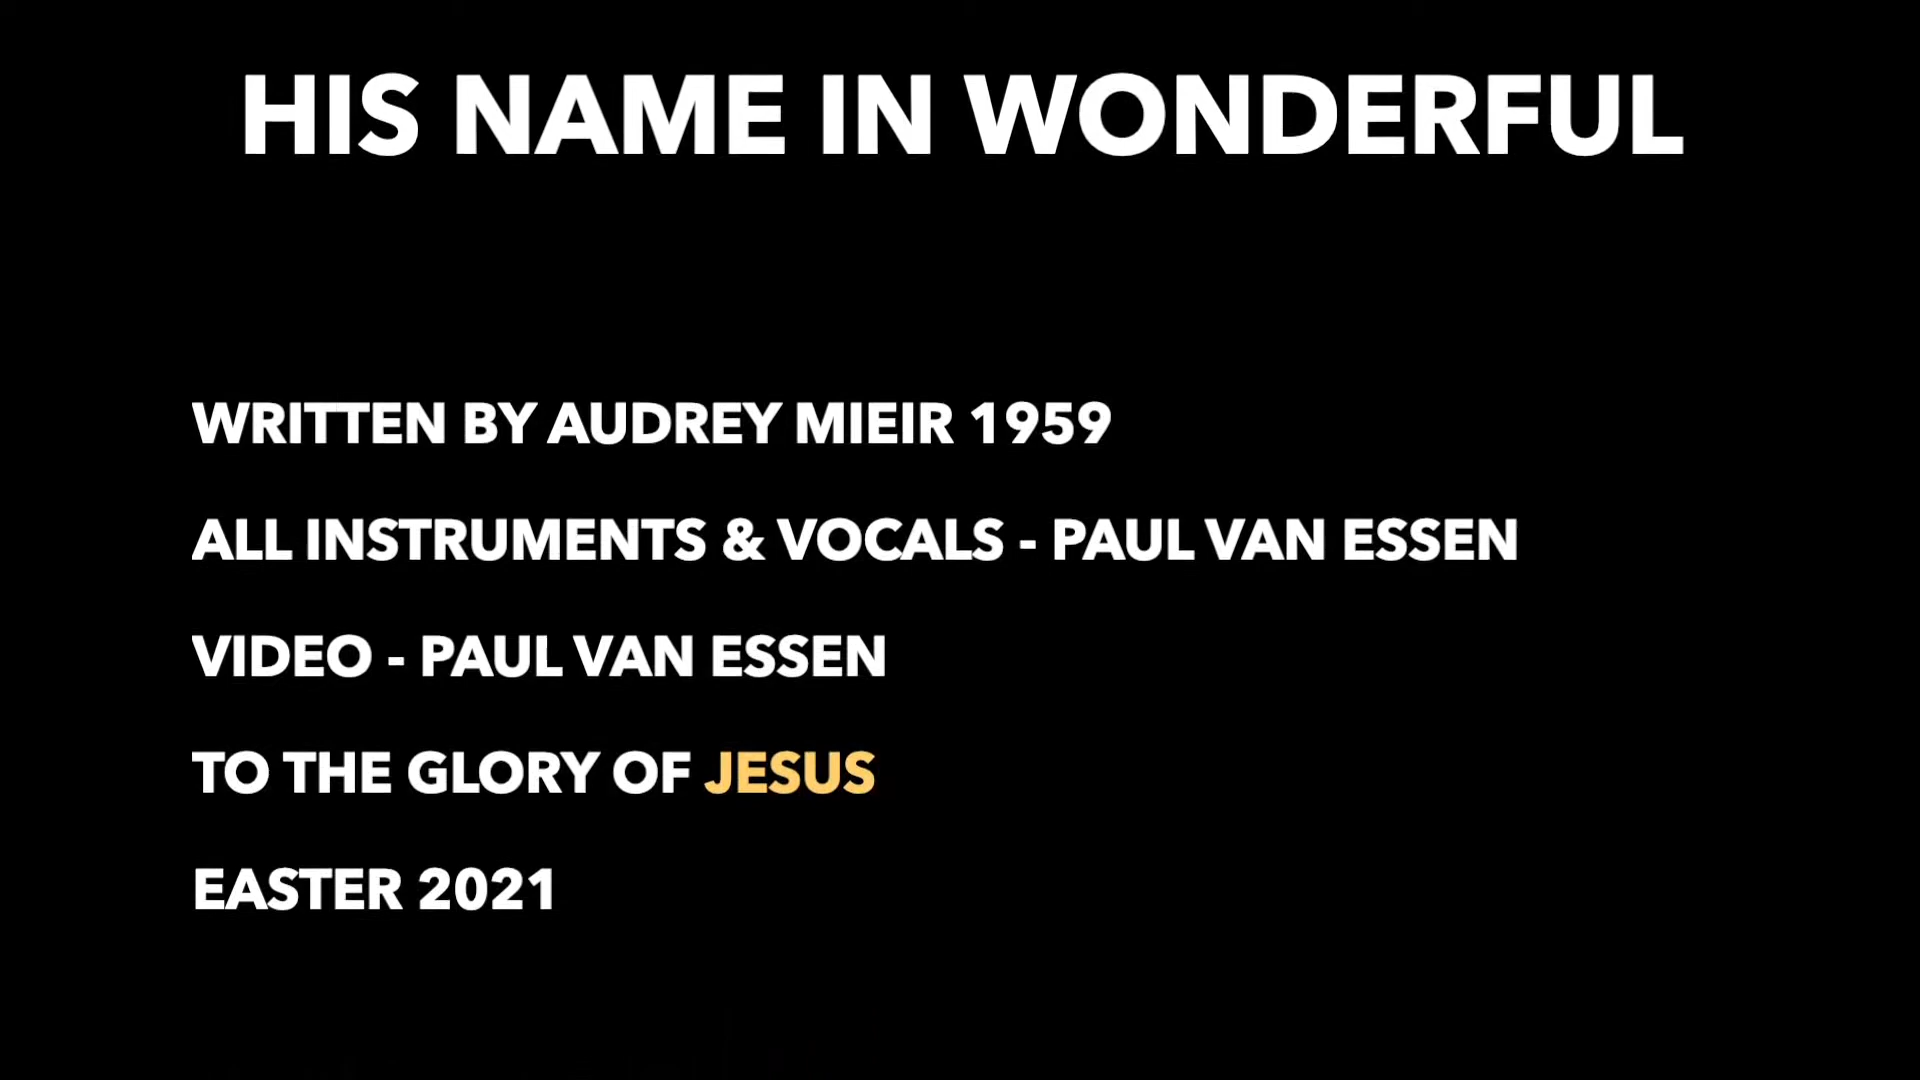 HIS NAME IN WONDERFUL
WRITTEN BY AUDREY MIEIR 1959
ALL INSTRUMENTS & VOCALS - PAUL VAN ESSEN
VIDEO - PAUL VAN ESSEN
TO THE GLORY OF JESUS
EASTER 2021